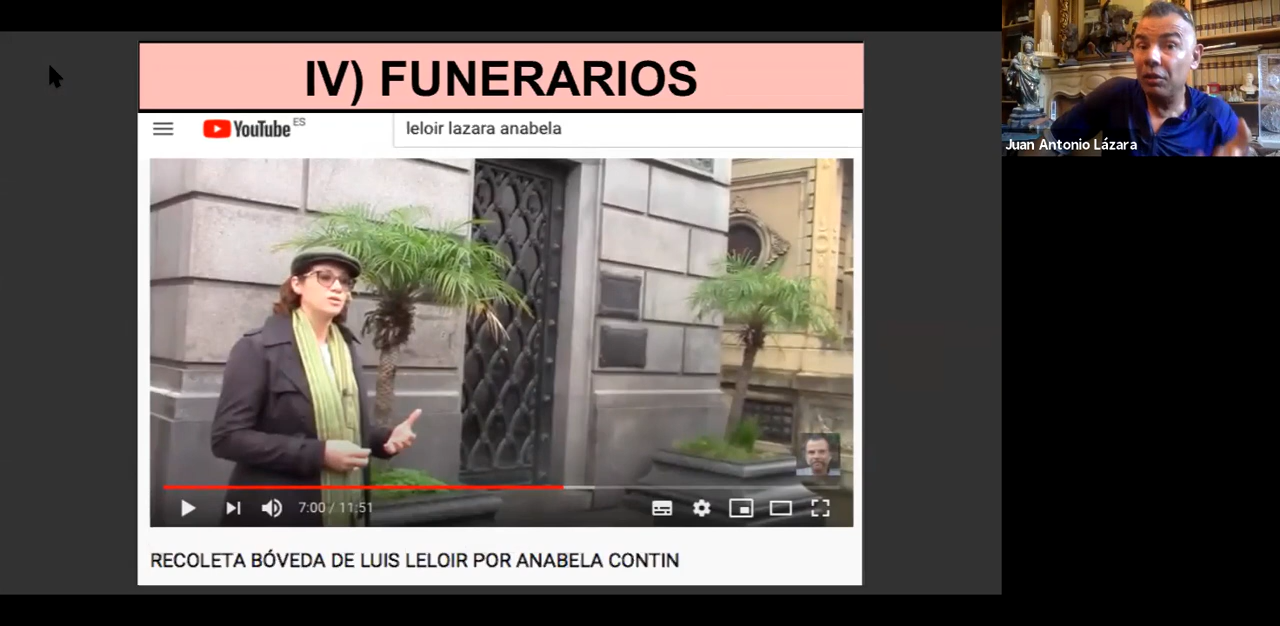 IV) FUNERARIOS
YouTube ES
leloir lazara anabela
Juan Antonio Lázara
7:00 / 11:51
RECOLETA BÓVEDA DE LUIS LELOIR POR ANABELA CONTIN